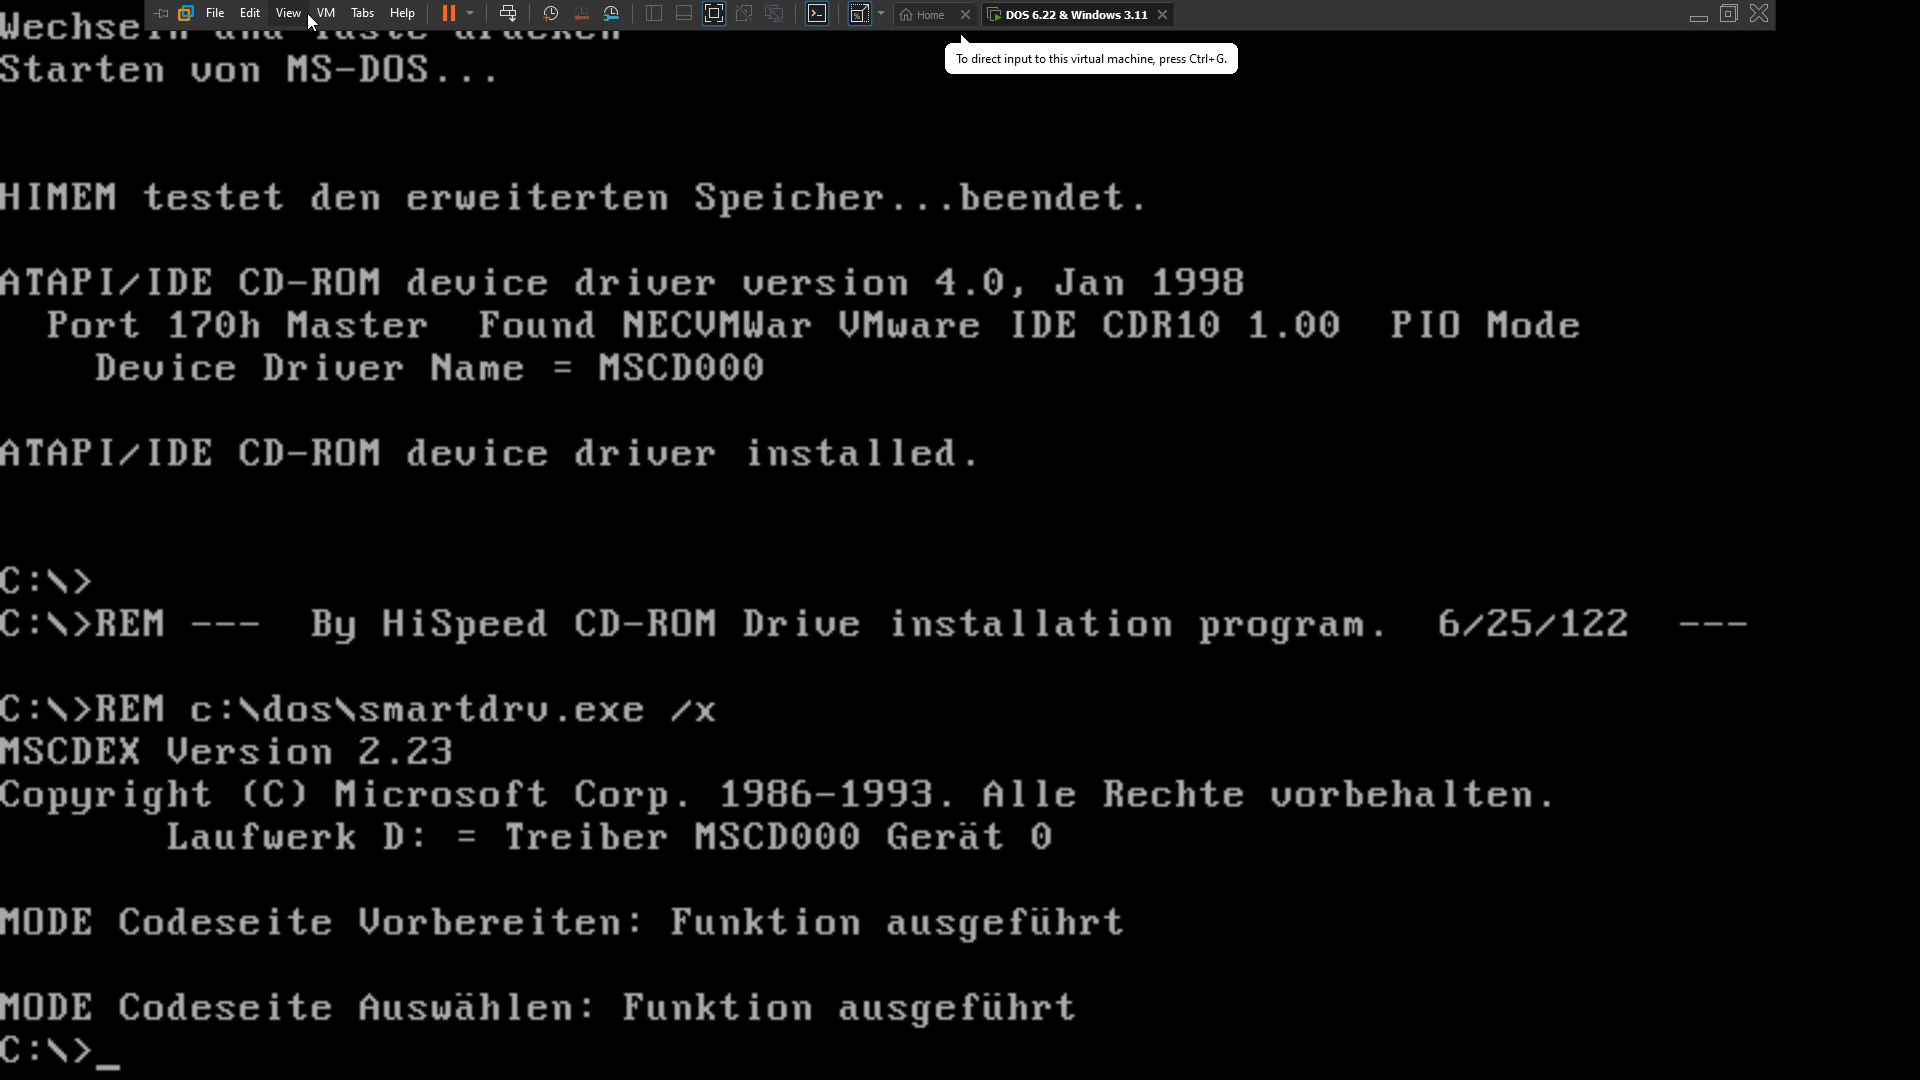 File Edit View VM Tabs Help Home DOS 6.22 & Windows 3.11
To direct input to this virtual machine, press Ctrl+G.
Wechseln und Taste drücken
Starten von MS-DOS...
HIMEM testet den erweiterten Speicher...beendet.
ATAPI/IDE CD-ROM device driver version 4.0, Jan 1998
Port 170h Master Found NECVMWar VMware IDE CDR10 1.00 PIO Mode
Device Driver Name = MSCD000
ATAPI/IDE CD-ROM device driver installed.
C:\>
C:\>REM --- By HiSpeed CD-ROM Drive installation program. 6/25/122 ---
C:\>REM c:\dos\smartdrv.exe /x
MSCDEX Version 2.23
Copyright (C) Microsoft Corp. 1986-1993. Alle Rechte vorbehalten.
Laufwerk D: = Treiber MSCD000 Gerät 0
MODE Codeseite Vorbereiten: Funktion ausgeführt
MODE Codeseite Auswählen: Funktion ausgeführt
C:\>_